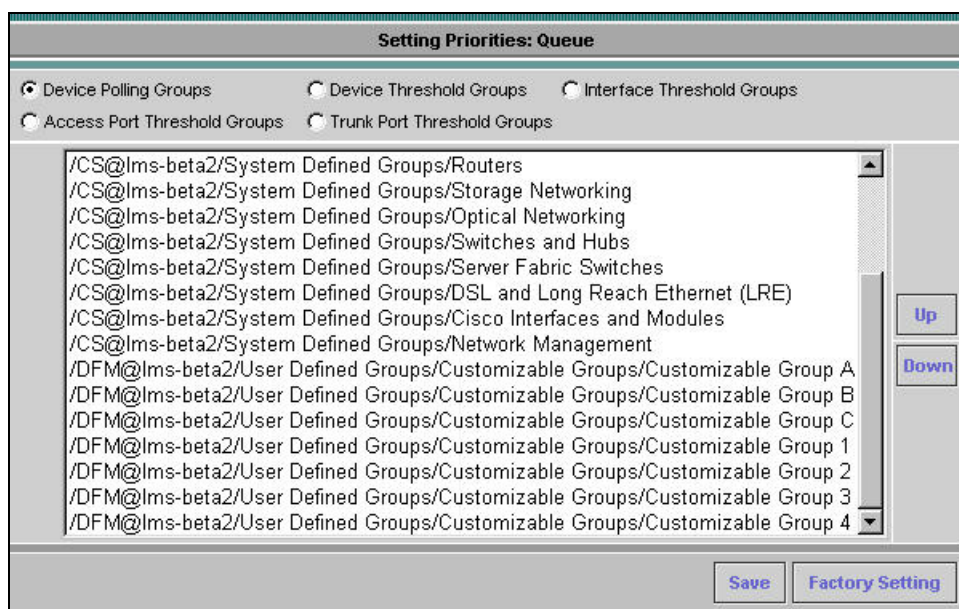 Setting Priorities: Queue
Device Polling Groups Device Threshold Groups Interface Threshold Groups
Access Port Threshold Groups Trunk Port Threshold Groups
/CS@lms-beta2/System Defined Groups/Routers
/CS@lms-beta2/System Defined Groups/Storage Networking
/CS@lms-beta2/System Defined Groups/Optical Networking
/CS@lms-beta2/System Defined Groups/Switches and Hubs
/CS@lms-beta2/System Defined Groups/Server Fabric Switches
/CS@lms-beta2/System Defined Groups/DSL and Long Reach Ethernet (LRE)
/CS@lms-beta2/System Defined Groups/Cisco Interfaces and Modules
/CS@lms-beta2/System Defined Groups/Network Management
/DFM@lms-beta2/User Defined Groups/Customizable Groups/Customizable Group A
/DFM@lms-beta2/User Defined Groups/Customizable Groups/Customizable Group B
/DFM@lms-beta2/User Defined Groups/Customizable Groups/Customizable Group C
/DFM@lms-beta2/User Defined Groups/Customizable Groups/Customizable Group 1
/DFM@lms-beta2/User Defined Groups/Customizable Groups/Customizable Group 2
/DFM@lms-beta2/User Defined Groups/Customizable Groups/Customizable Group 3
/DFM@lms-beta2/User Defined Groups/Customizable Groups/Customizable Group 4
Up
Down
Save Factory Setting